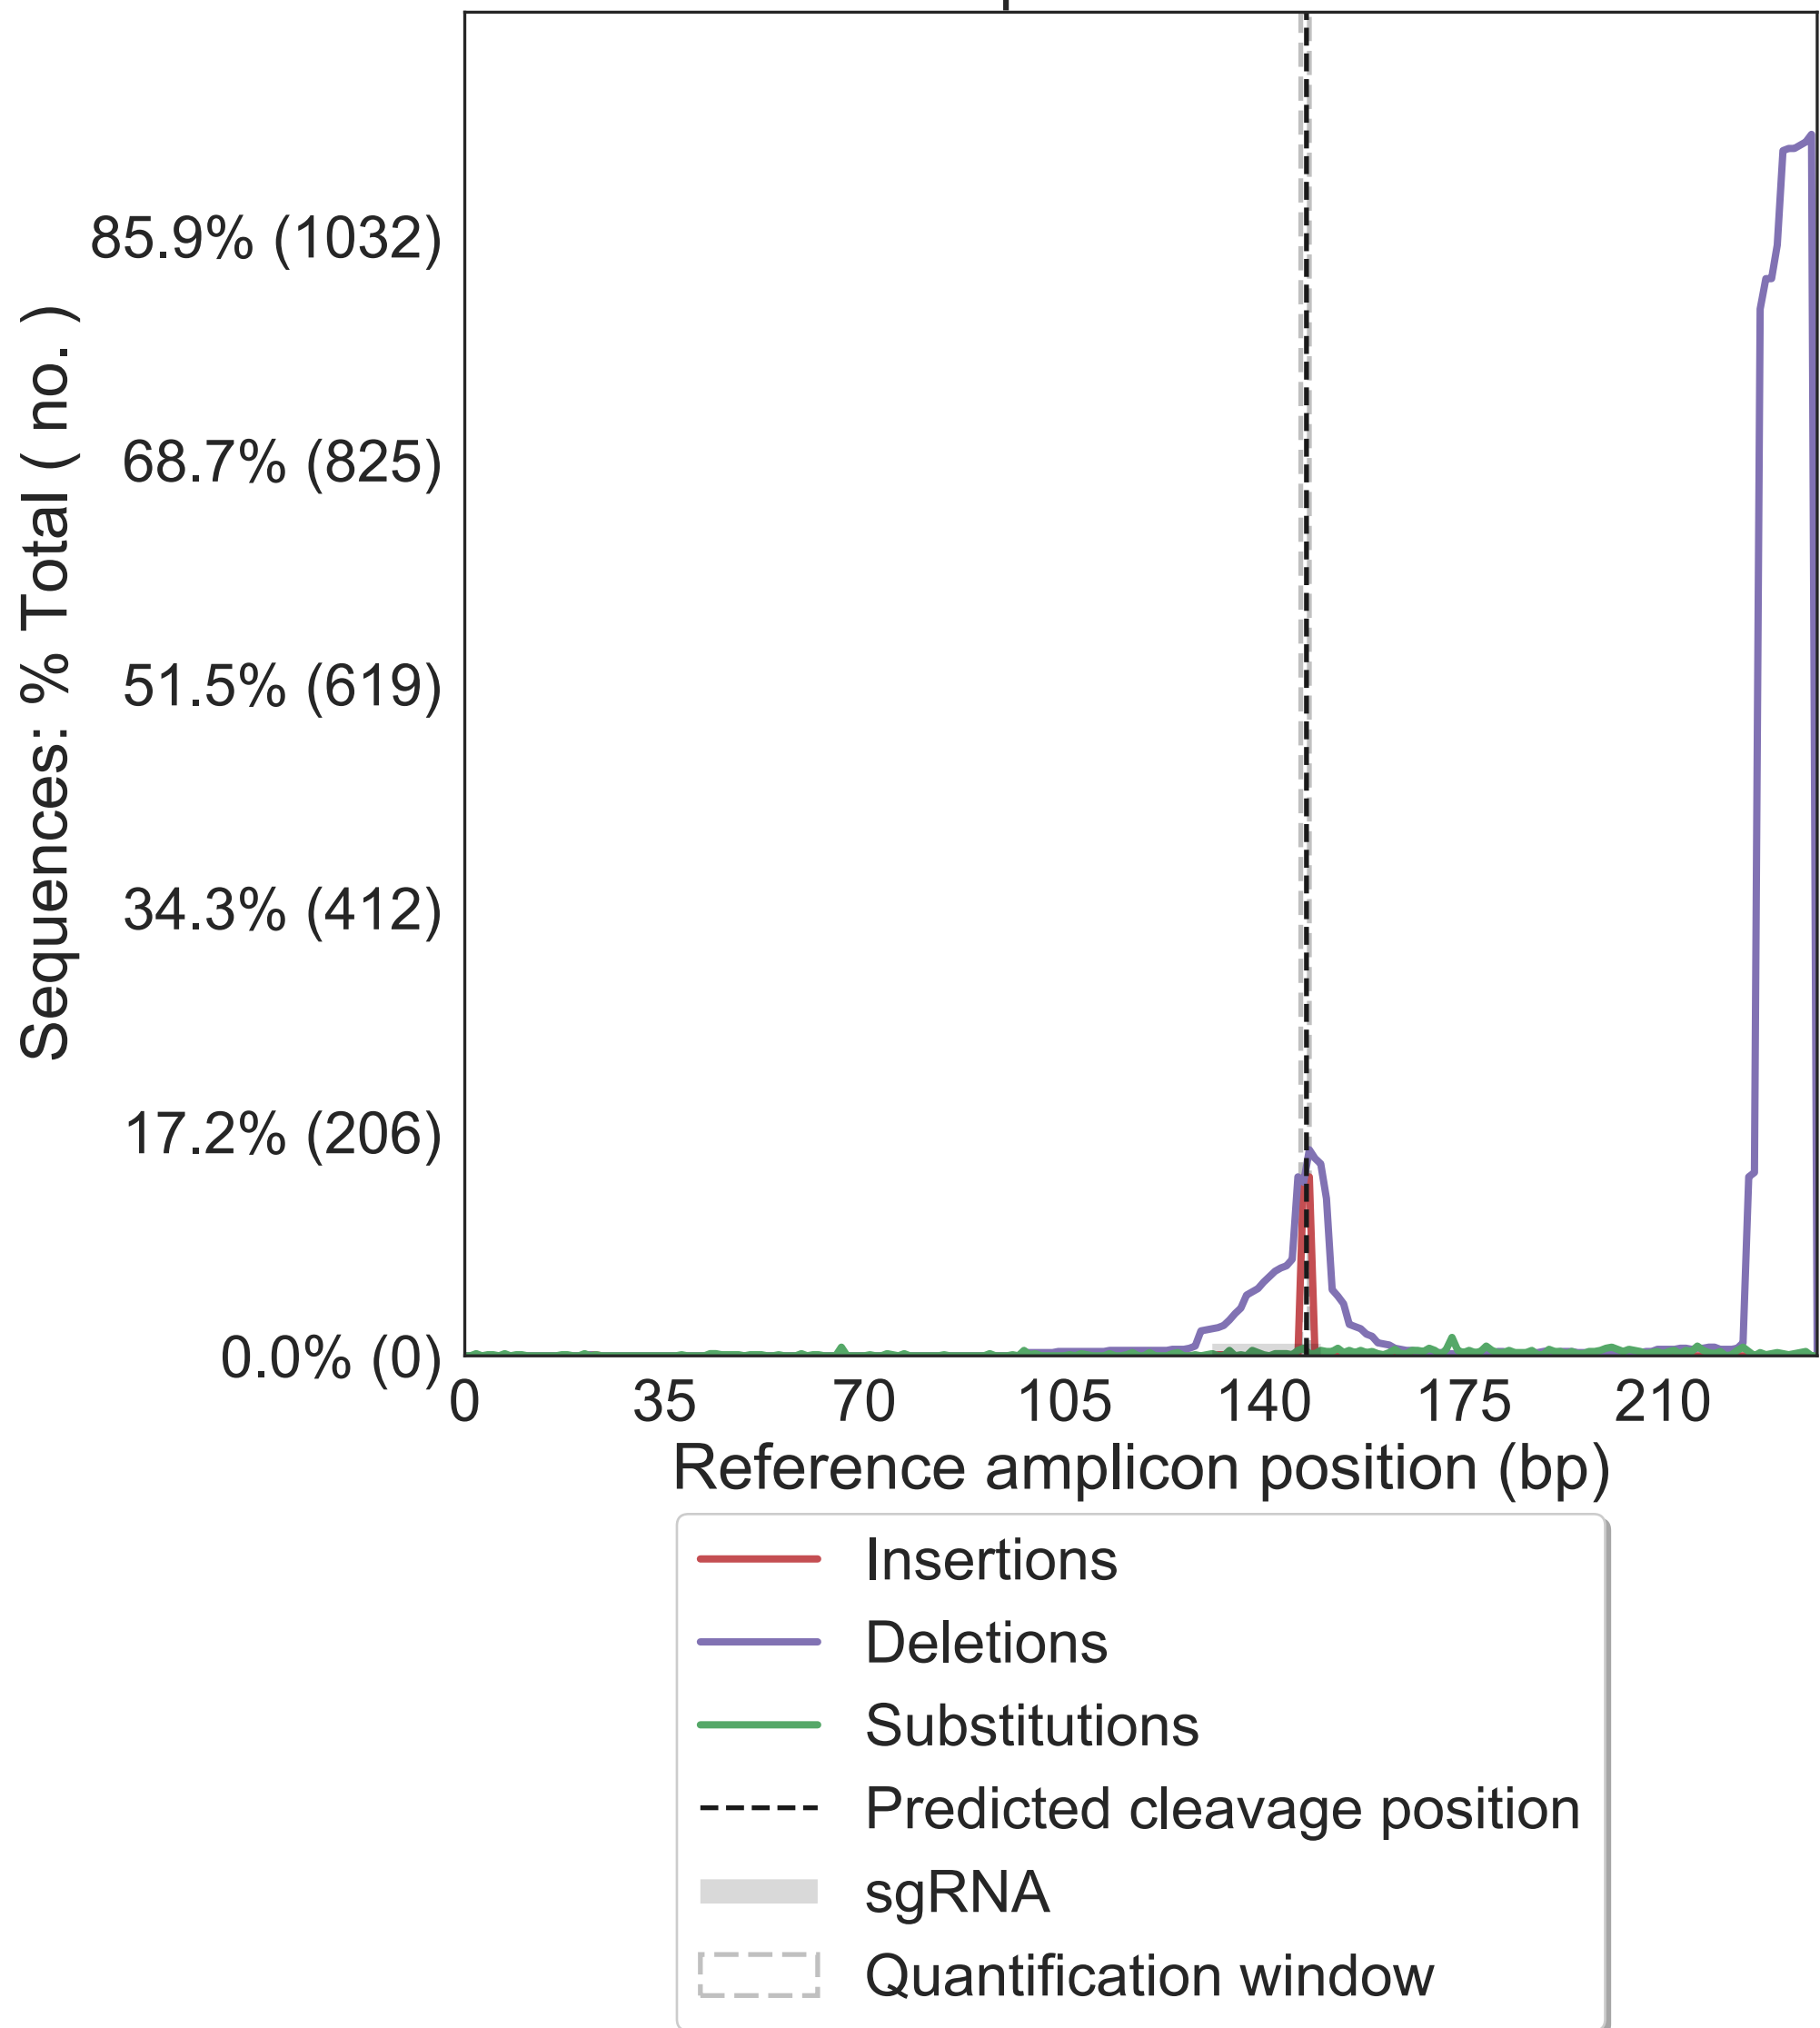 Sequences: % Total ( no. )
85.9% (1032)
68.7% (825)
51.5% (619)
34.3% (412)
17.2% (206)
0.0% (0)
0 35 70 105 140 175 210
Reference amplicon position (bp)
Insertions
Deletions
Substitutions
Predicted cleavage position
sgRNA
Quantification window